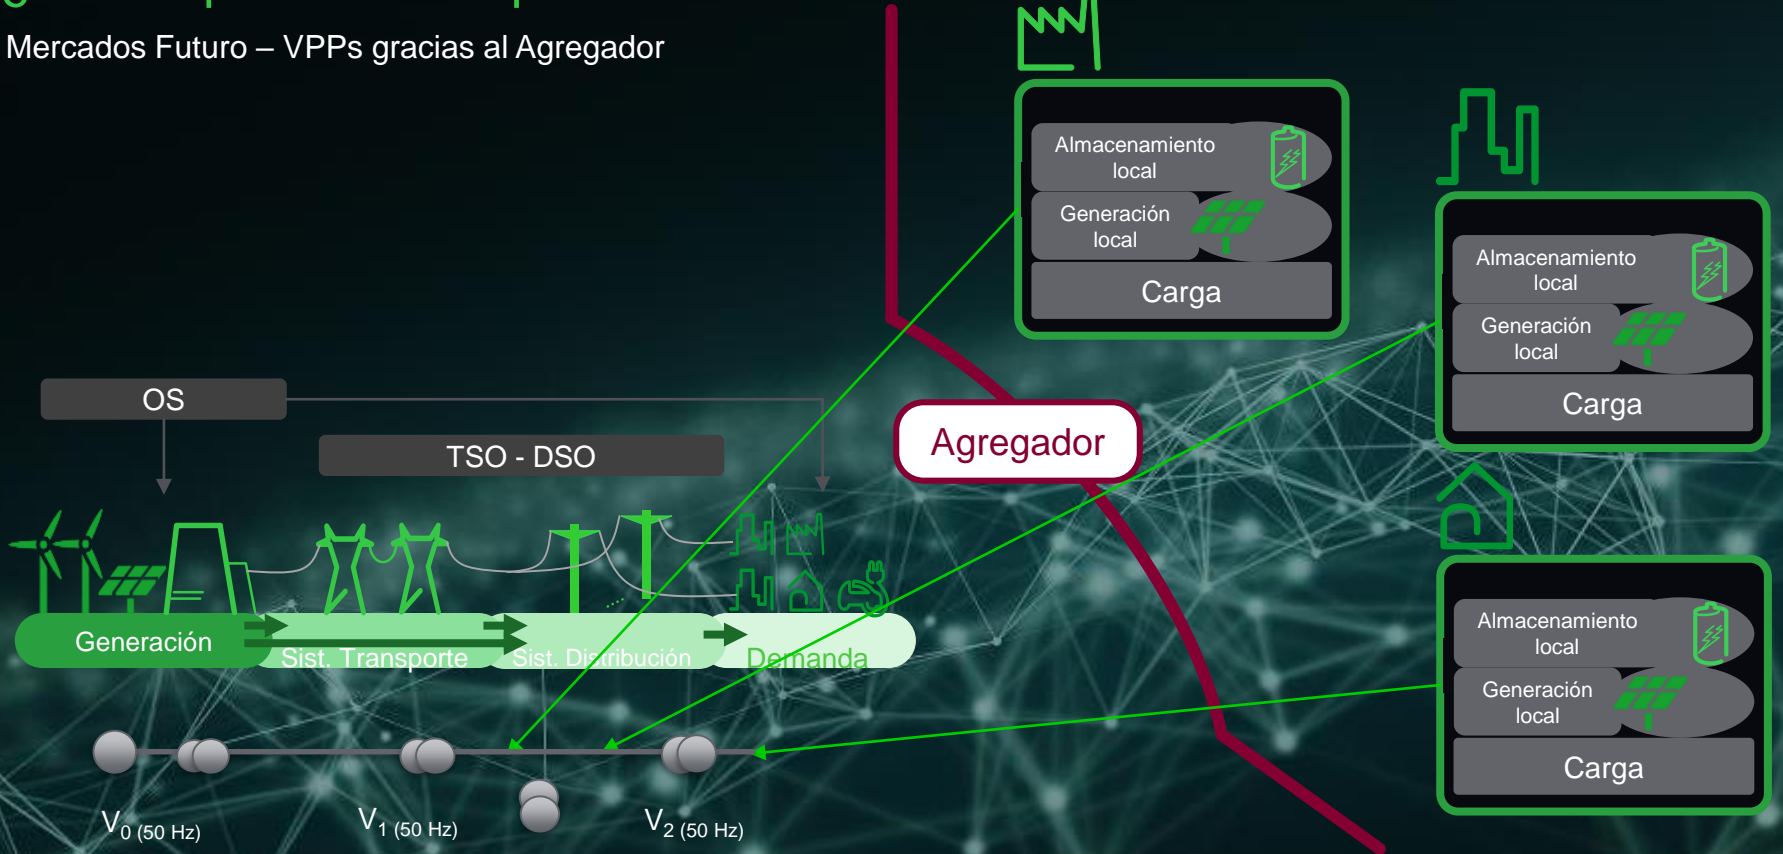 Mercados Futuro – VPPs gracias al Agregador
Almacenamiento
local
Generación
local
Carga
Almacenamiento
local
Generación
local
Carga
OS
TSO - DSO
Agregador
Generación
Sist. Transporte
Sist. Distribución
Demanda
Almacenamiento
local
Generación
local
Carga
V0 (50 Hz)
V1 (50 Hz)
V2 (50 Hz)